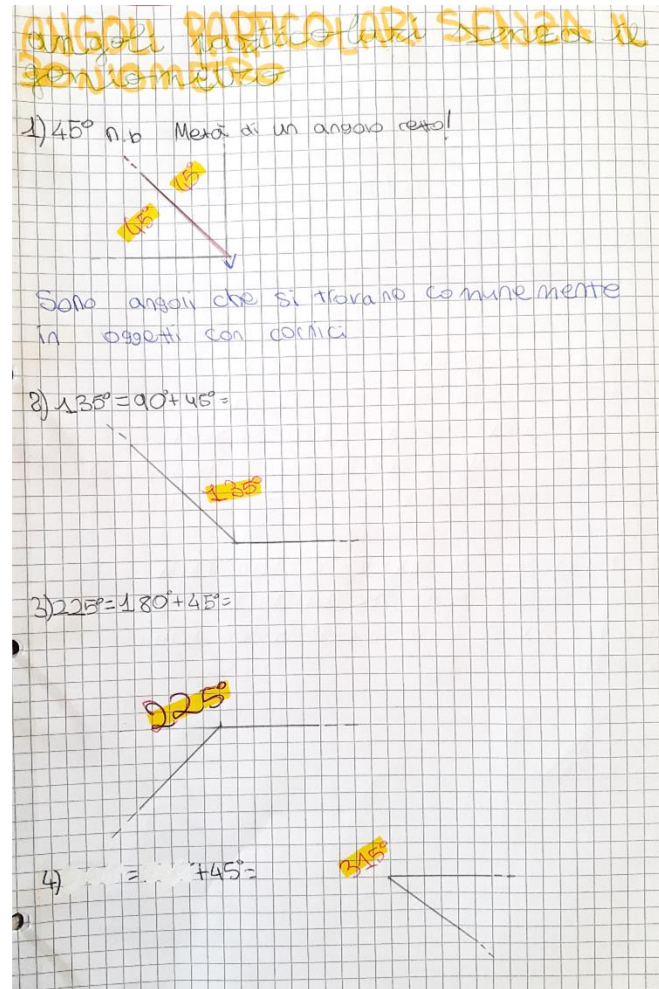 ANGOLI PARTICOLARI SENZA IL
GONIOMETRO
1) 45° n.b Metà di un angolo retto!
45°
45°
Sono angoli che si trovano comunemente
in oggetti con cornici
2) 135°=90°+45°=
135°
3) 225°=180°+45°=
225°
4) = +45°=
315°